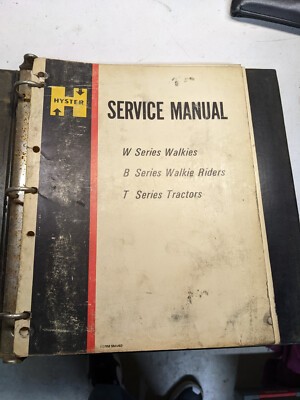 HYSTER
SERVICE MANUAL
W Series Walkies
B Series Walkie Riders
T Series Tractors